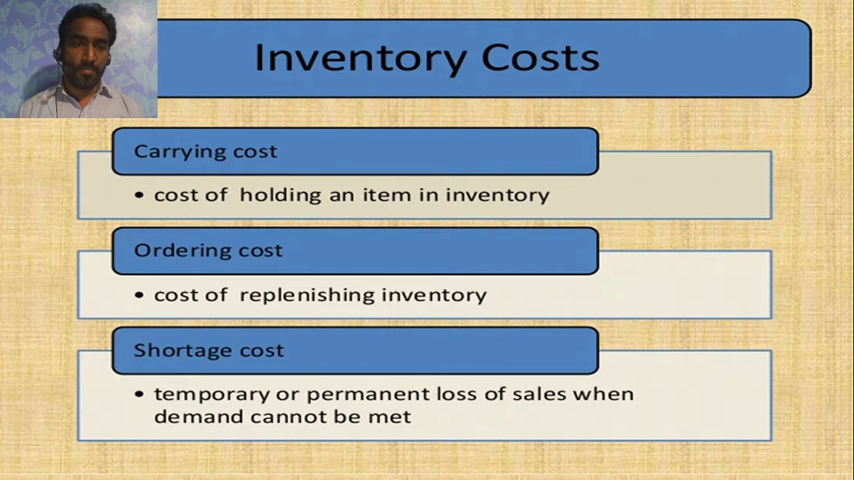 Inventory Costs
Carrying cost
• cost of holding an item in inventory
Ordering cost
• cost of replenishing inventory
Shortage cost
• temporary or permanent loss of sales when
demand cannot be met